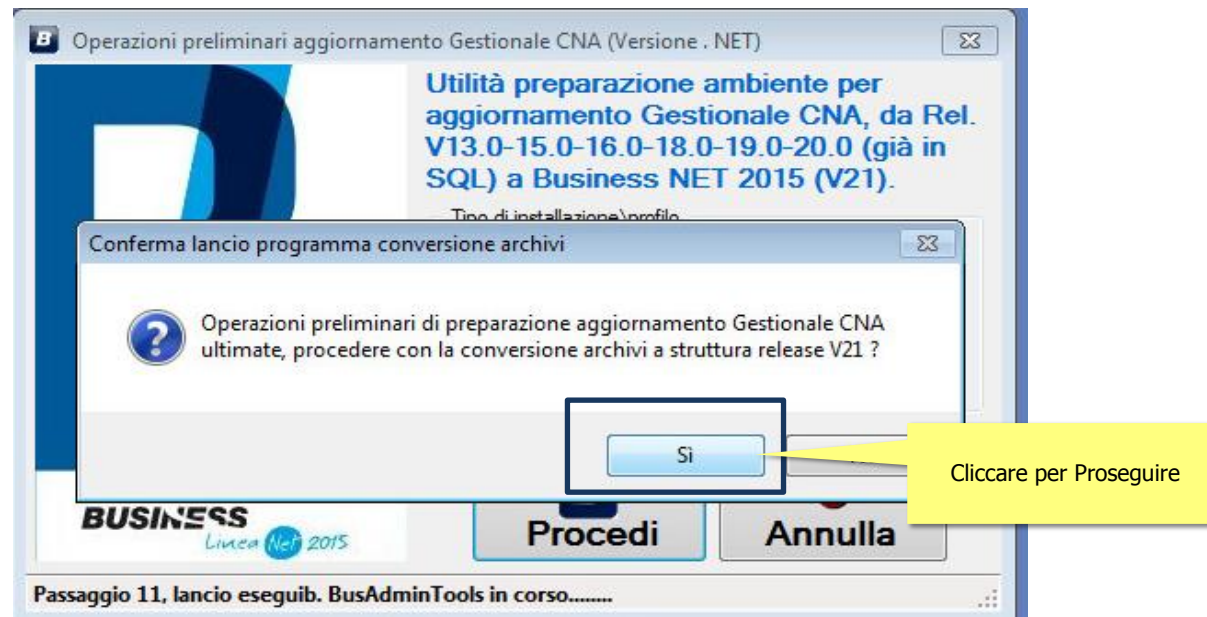 Operazioni preliminari aggiornamento Gestionale CNA (Versione . NET)
Utilità preparazione ambiente per
aggiornamento Gestionale CNA, da Rel.
V13.0-15.0-16.0-18.0-19.0-20.0 (già in
SQL) a Business NET 2015 (V21).
Tipo di installazione\profilo
Conferma lancio programma conversione archivi
Operazioni preliminari di preparazione aggiornamento Gestionale CNA
ultimate, procedere con la conversione archivi a struttura release V21 ?
Sì
Cliccare per Proseguire
BUSINESS
Linea Net 2015
Procedi
Annulla
Passaggio 11, lancio eseguib. BusAdminTools in corso........